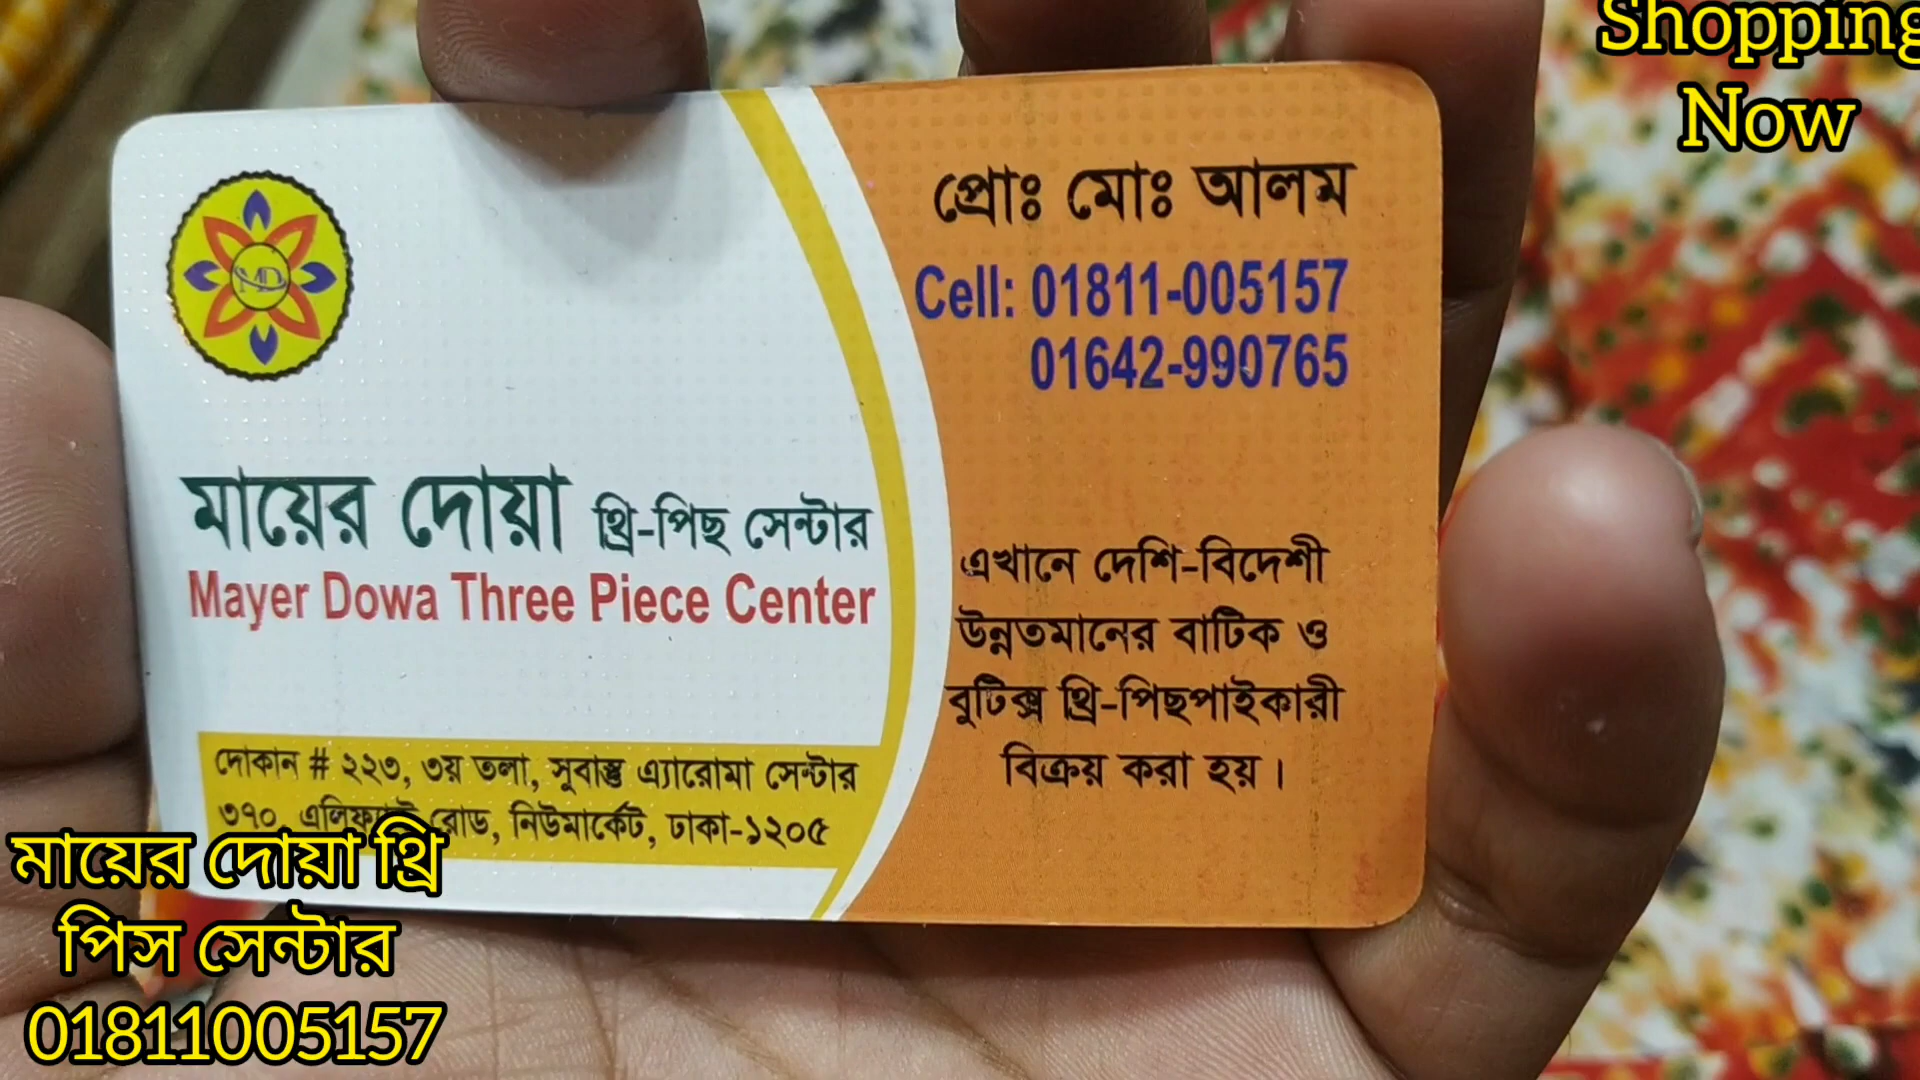 Shopping
Now
MD
প্রোঃ মোঃ আলম
Cell: 01811-005157
01642-990765
মায়ের দোয়া থ্রি-পিছ সেন্টার
Mayer Dowa Three Piece Center
এখানে দেশি-বিদেশী
উন্নতমানের বাটিক ও
বুটিক্স থ্রি-পিছপাইকারী
বিক্রয় করা হয়।
দোকান # ২২৩, ৩য় তলা, সুবাস্তু এ্যারোমা সেন্টার
৩৭০, রোড, নিউমার্কেট, ঢাকা-১২০৫
মায়ের দোয়া থ্রি
পিস সেন্টার
01811005157